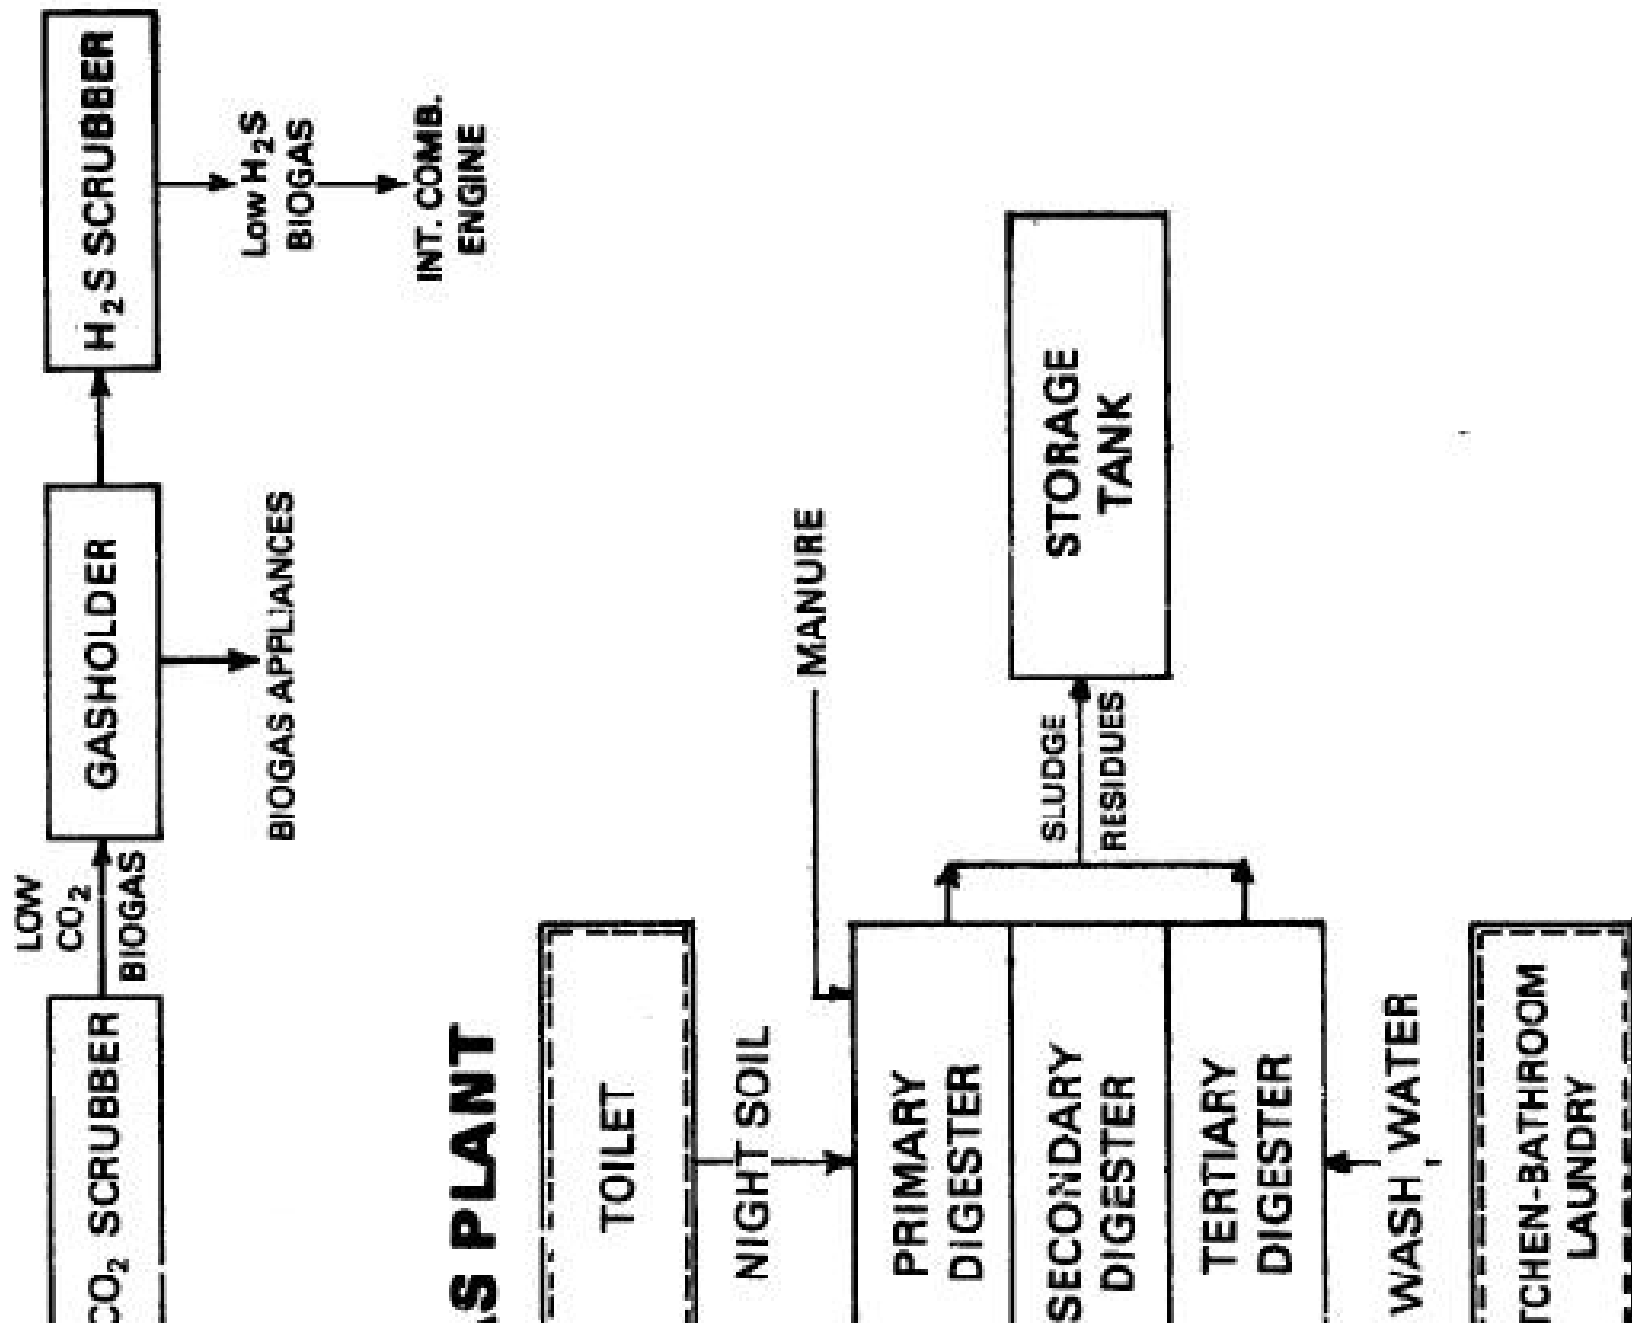 CO2 SCRUBBER
LOW
CO2
BIOGAS
GASHOLDER
BIOGAS APPLIANCES
H2S SCRUBBER
Low H2S
BIOGAS
INT. COMB.
ENGINE
AS PLANT
TOILET
NIGHT SOIL
MANURE
PRIMARY
DIGESTER
SECONDARY
DIGESTER
TERTIARY
DIGESTER
SLUDGE
RESIDUES
STORAGE
TANK
WASH WATER
TCHEN-BATHROOM
LAUNDRY